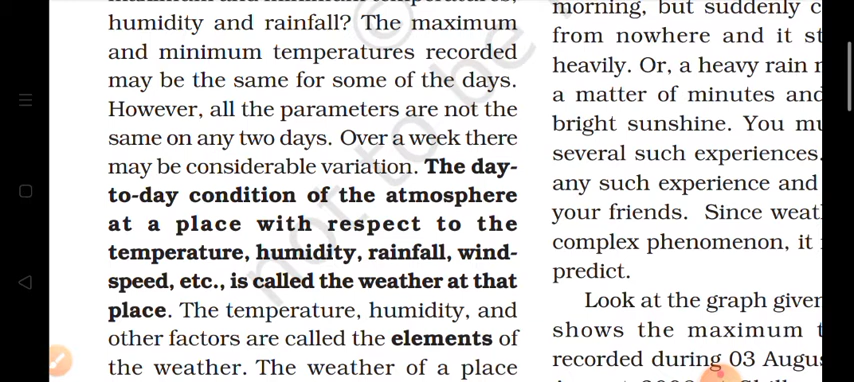 humidity and rainfall? The maximum
and minimum temperatures recorded
may be the same for some of the days.
However, all the parameters are not the
same on any two days. Over a week there
may be considerable variation. The day-
to-day condition of the atmosphere
at a place with respect to the
temperature, humidity, rainfall, wind-
speed, etc., is called the weather at that
place. The temperature, humidity, and
other factors are called the elements of
the weather. The weather of a place
morning, but suddenly
from nowhere and it
heavily. Or, a heavy rain
a matter of minutes and
bright sunshine. You
several such experiences.
any such experience and
your friends. Since
complex phenomenon, it
predict.
Look at the graph given
shows the maximum
recorded during 03
not to be
©